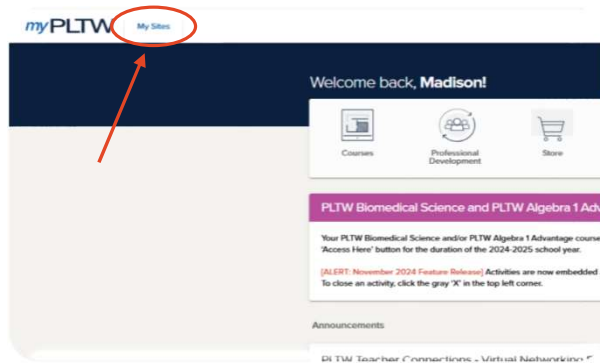 myPLTW My Sites
Welcome back, Madison!
Courses
Professional
Development
Store
PLTW Biomedical Science and PLTW Algebra 1 Adv
Your PLTW Biomedical Science and/or PLTW Algebra 1 Advantage course
'Access Here' button for the duration of the 2024-2025 school year.
[ALERT: November 2024 Feature Release] Activities are now embedded
To close an activity, click the gray 'X' in the top left corner.
Announcements
PLTW Teacher Connections - Virtual Networking